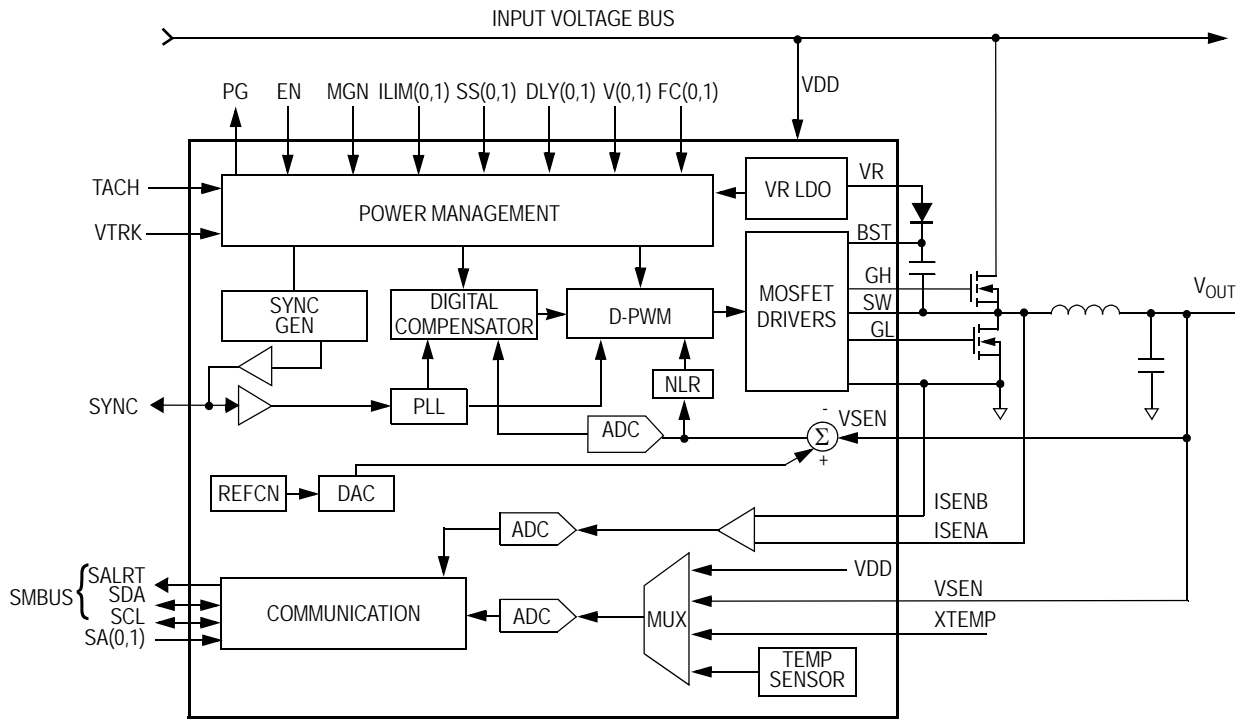 INPUT VOLTAGE BUS
VDD
PG
EN
MGN
ILIM(0,1)
SS(0,1)
DLY(0,1)
V(0,1)
FC(0,1)
TACH
VTRK
POWER MANAGEMENT
VR LDO
VR
BST
GH
SW
GL
MOSFET
DRIVERS
VOUT
SYNC
GEN
DIGITAL
COMPENSATOR
D-PWM
NLR
SYNC
PLL
ADC
-
Σ
+
VSEN
REFCN
DAC
ISENB
ISENA
ADC
SMBUS {
SALRT
SDA
SCL
SA(0,1)
COMMUNICATION
ADC
MUX
VDD
VSEN
XTEMP
TEMP
SENSOR